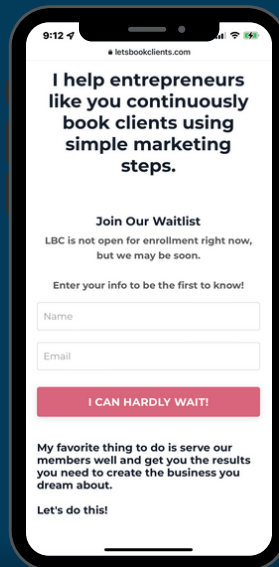 9:12
letsbookclients.com
I help entrepreneurs
like you continuously
book clients using
simple marketing
steps.
Join Our Waitlist
LBC is not open for enrollment right now,
but we may be soon.
Enter your info to be the first to know!
Name
Email
I CAN HARDLY WAIT!
My favorite thing to do is serve our
members well and get you the results
you need to create the business you
dream about.
Let's do this!